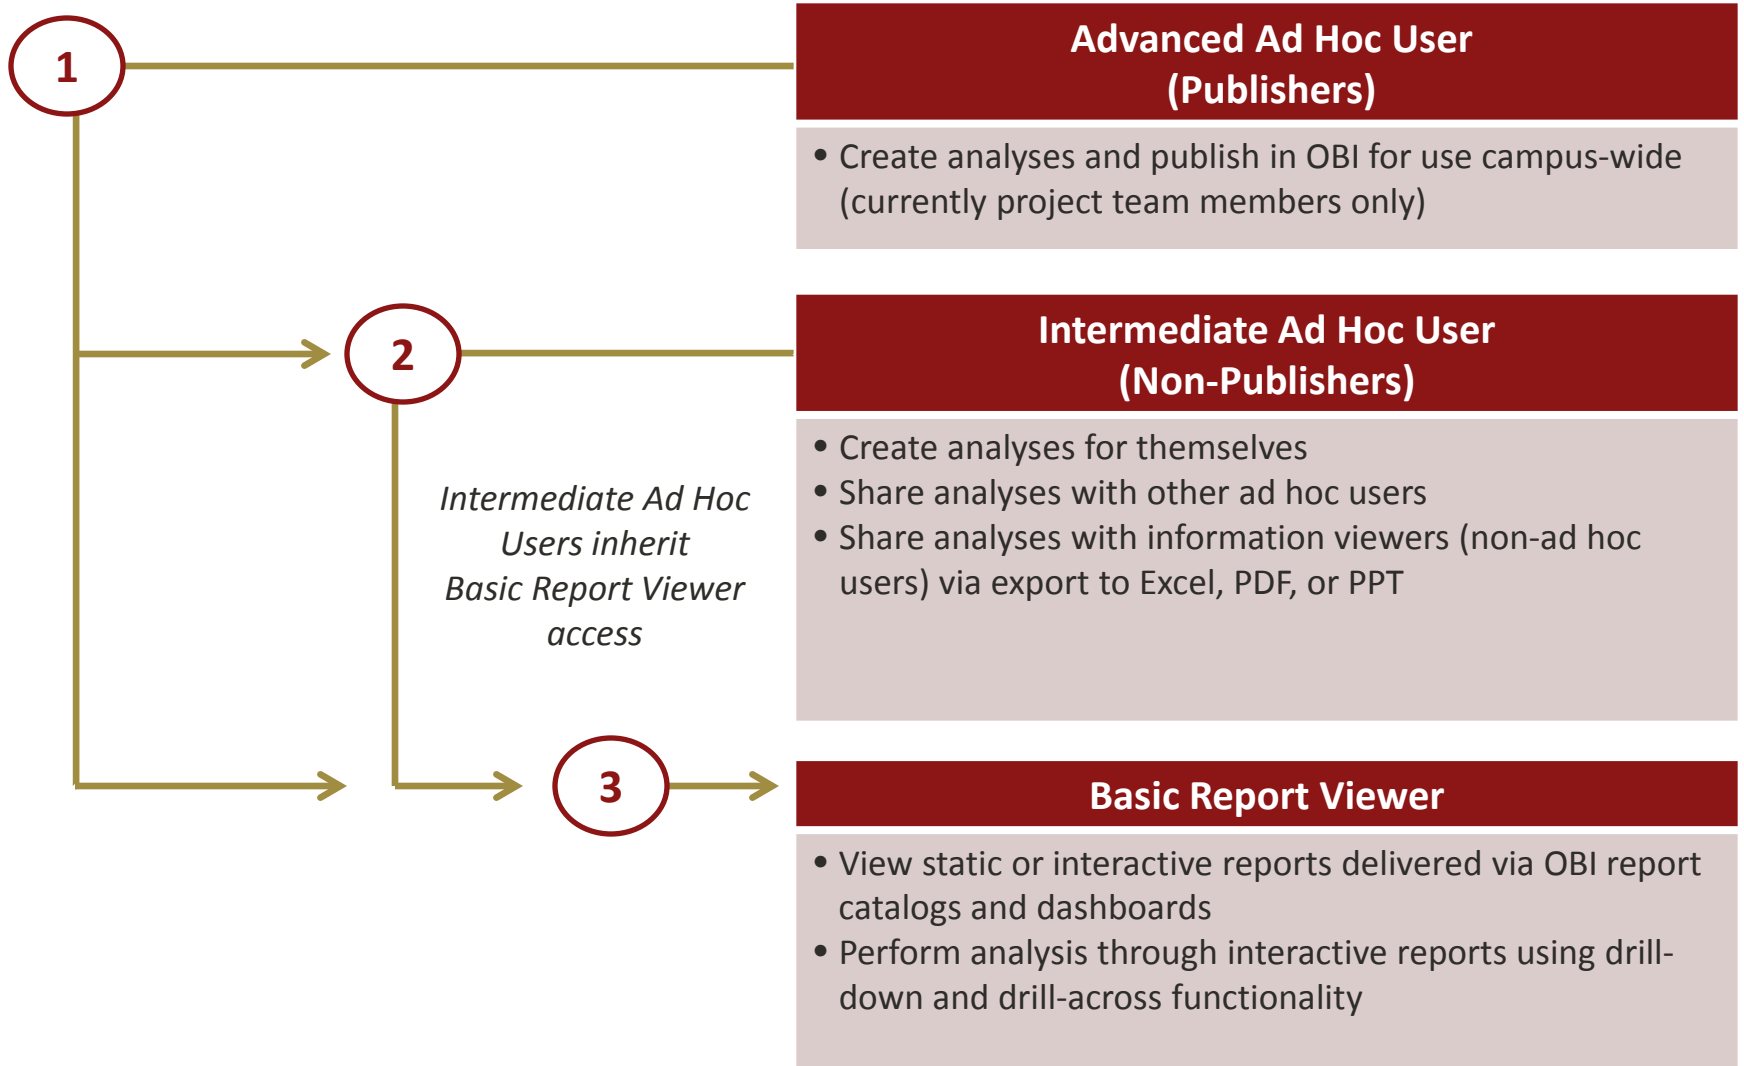 1
Advanced Ad Hoc User
(Publishers)
• Create analyses and publish in OBI for use campus-wide
(currently project team members only)
2
Intermediate Ad Hoc User
(Non-Publishers)
• Create analyses for themselves
• Share analyses with other ad hoc users
• Share analyses with information viewers (non-ad hoc
users) via export to Excel, PDF, or PPT
Intermediate Ad Hoc
Users inherit
Basic Report Viewer
access
3
Basic Report Viewer
• View static or interactive reports delivered via OBI report
catalogs and dashboards
• Perform analysis through interactive reports using drill-
down and drill-across functionality